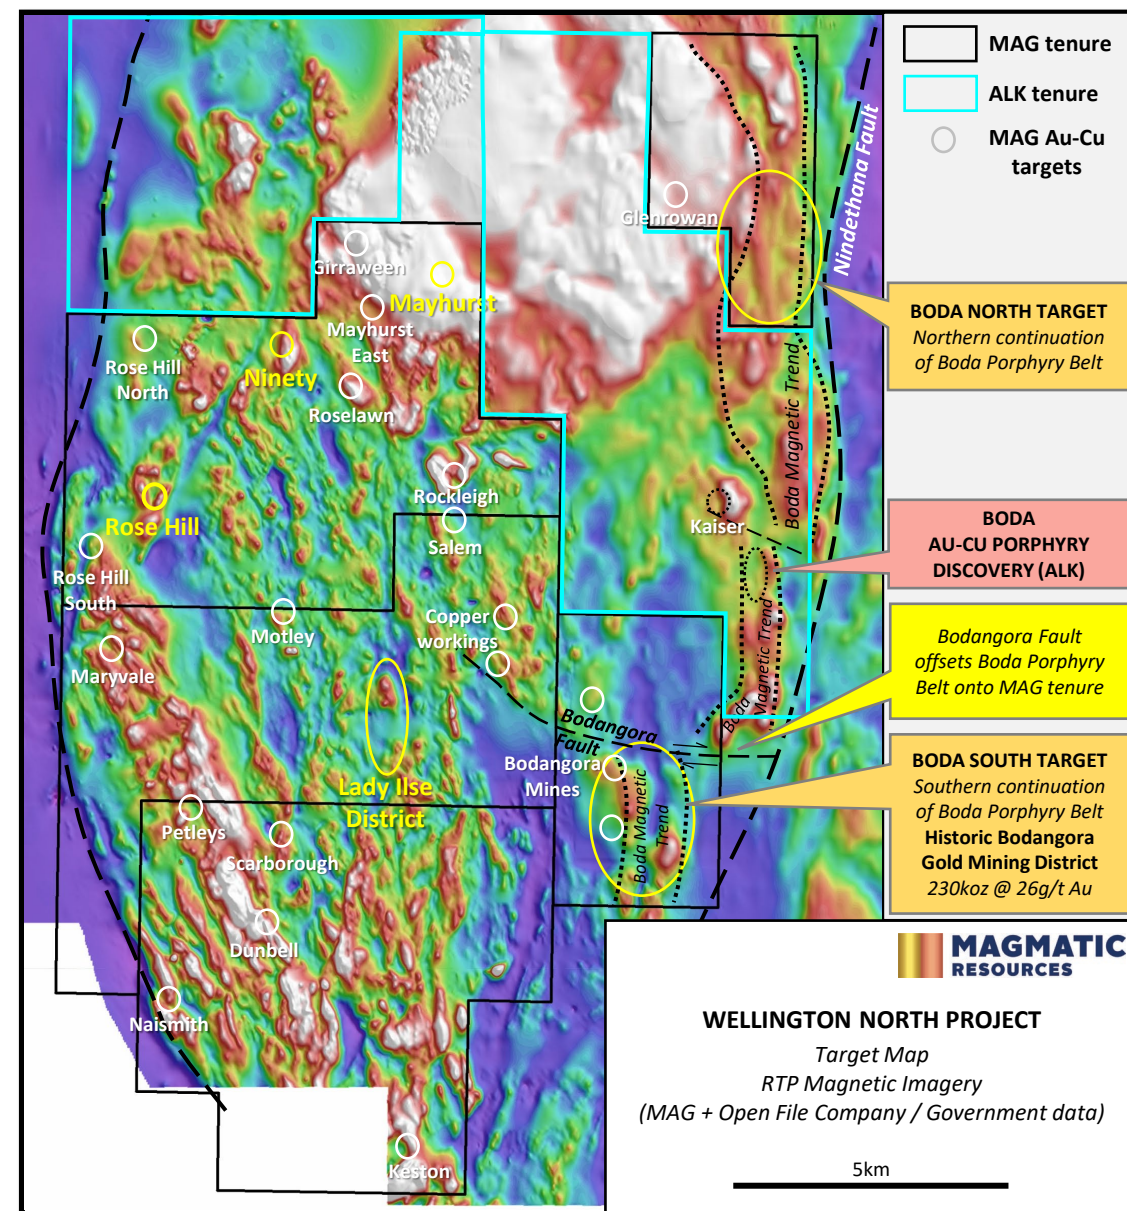 MAG tenure
ALK tenure
MAG Au-Cu
targets
Nindethana Fault
Glenrowan
Girraween
Mayhurst
Mayhurst
East
Rose Hill
North
Ninety
Roselawn
BODA NORTH TARGET
Northern continuation
of Boda Porphyry Belt
Boda Magnetic Trend
Rockleigh
Kaiser
Rose Hill
Salem
BODA
AU-CU PORPHYRY
DISCOVERY (ALK)
Rose Hill
South
Motley
Copper
workings
Maryvale
Boda
Magnetic Trend
Bodangora Fault
offsets Boda Porphyry
Belt onto MAG tenure
Bodangora
Fault
Bodangora
Mines
Lady Ilse
District
Boda Magnetic
Trend
BODA SOUTH TARGET
Southern continuation
of Boda Porphyry Belt
Historic Bodangora
Gold Mining District
230koz @ 26g/t Au
Petleys
Scarborough
Dunbell
Naismith
Keston
MAGMATIC
RESOURCES
WELLINGTON NORTH PROJECT
Target Map
RTP Magnetic Imagery
(MAG + Open File Company / Government data)
5km